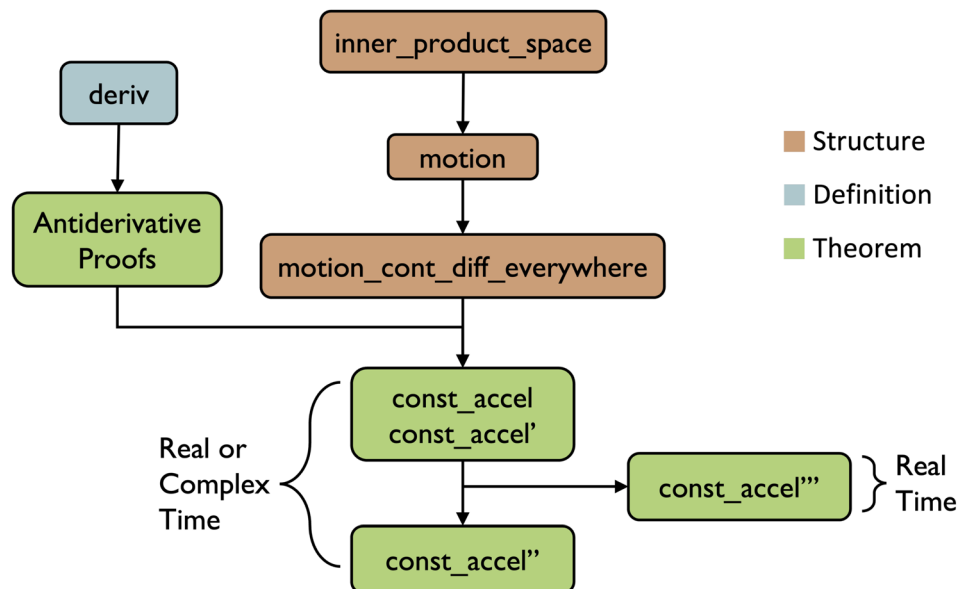 inner_product_space
deriv
motion
Structure
Definition
Theorem
Antiderivative
Proofs
motion_cont_diff_everywhere
const_accel
const_accel’
Real or
Complex
Time
const_accel’’’
Real
Time
const_accel’’